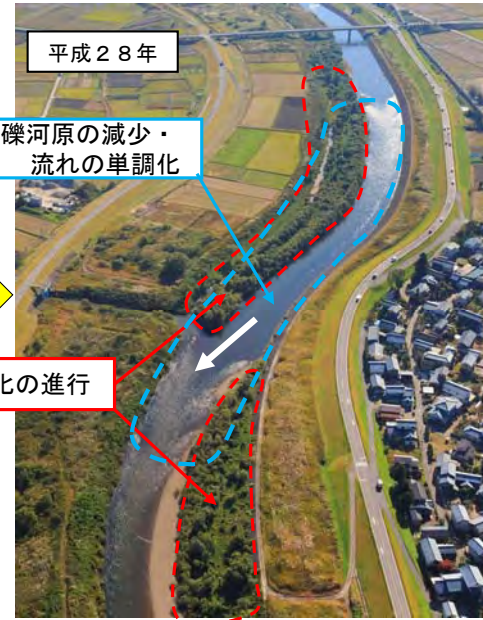 平成２８年
礫河原の減少・
流れの単調化
化の進行